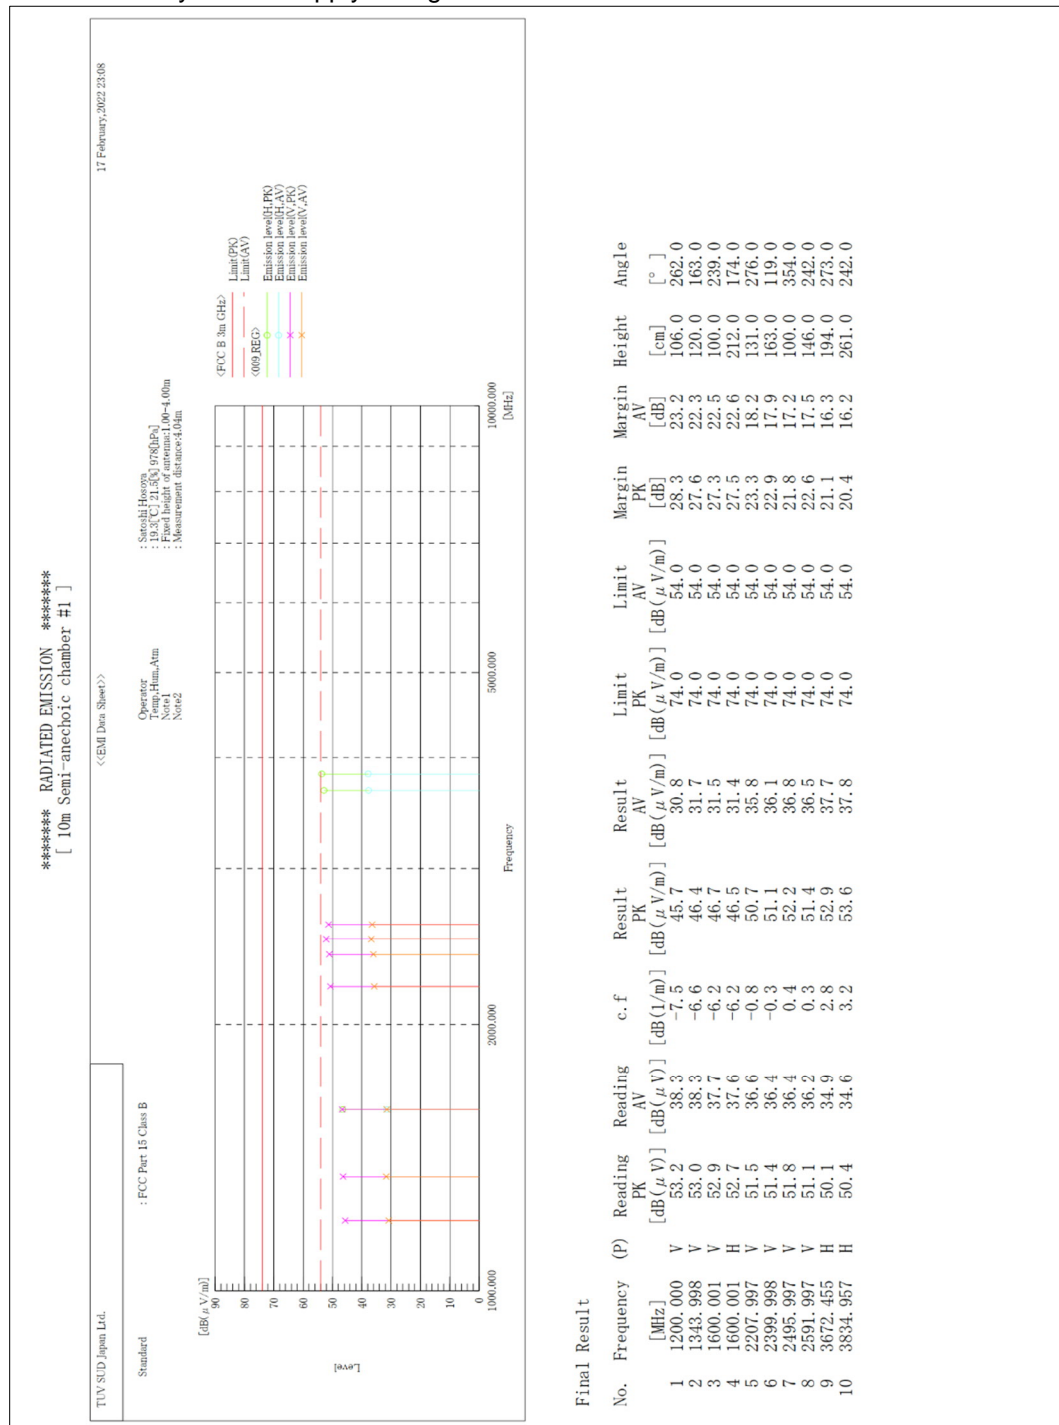 ******* RADIATED EMISSION *******
[ 10m Semi-anechoic chamber #1 ]
TUV SUD Japan Ltd.
<<EMI Data Sheet>>
17 February,2022 23:08
Standard : FCC Part 15 Class B
Operator : Satoshi Hosoya
Temp,Hum,Atm : 19.3[°C] 21.5[%] 978[hPa]
Note1 : Fixed height of antenna:1.00-4.00m
Note2 : Measurement distance:4.04m
[dB(μV/m)]
90
80
70
60
50
40
30
20
10
0
Level
1000.000
2000.000
5000.000
10000.000
[MHz]
Frequency
<FCC B 3m GHz>
Limit(PK)
Limit(AV)
<009_REG>
Emission level(H,PK)
Emission level(H,AV)
Emission level(V,PK)
Emission level(V,AV)
Final Result
No. Frequency (P) Reading Reading c.f Result Result Limit Limit Margin Margin Height Angle
PK AV PK AV PK AV PK AV
[MHz] [dB(μV)] [dB(μV)] [dB(1/m)] [dB(μV/m)] [dB(μV/m)] [dB(μV/m)] [dB(μV/m)] [dB] [dB] [cm] [° ]
1 1200.000 V 53.2 38.3 -7.5 45.7 30.8 74.0 54.0 28.3 23.2 106.0 262.0
2 1343.998 V 53.0 38.3 -6.6 46.4 31.7 74.0 54.0 27.6 22.3 120.0 163.0
3 1600.001 V 52.9 37.7 -6.2 46.7 31.5 74.0 54.0 27.3 22.5 100.0 239.0
4 1600.001 H 52.7 37.6 -6.2 46.5 31.4 74.0 54.0 27.5 22.6 212.0 174.0
5 2207.997 V 51.5 36.6 -0.8 50.7 35.8 74.0 54.0 23.3 18.2 131.0 276.0
6 2399.998 V 51.4 36.4 -0.3 51.1 36.1 74.0 54.0 22.9 17.9 163.0 119.0
7 2495.997 V 51.8 36.4 0.4 52.2 36.8 74.0 54.0 21.8 17.2 100.0 354.0
8 2591.997 V 51.1 36.2 0.3 51.4 36.5 74.0 54.0 22.6 17.5 146.0 242.0
9 3672.455 H 50.1 34.9 2.8 52.9 37.7 74.0 54.0 21.1 16.3 194.0 273.0
10 3834.957 H 50.4 34.6 3.2 53.6 37.8 74.0 54.0 20.4 16.2 261.0 242.0